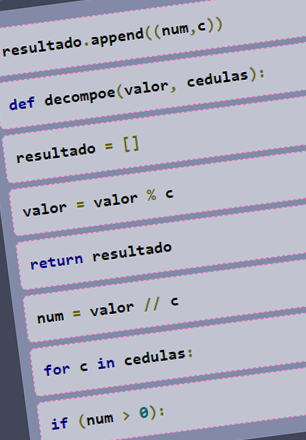 resultado.append((num,c))
def decompoe(valor, cedulas):
resultado = []
valor = valor % c
return resultado
num = valor // c
for c in cedulas:
if (num > 0):